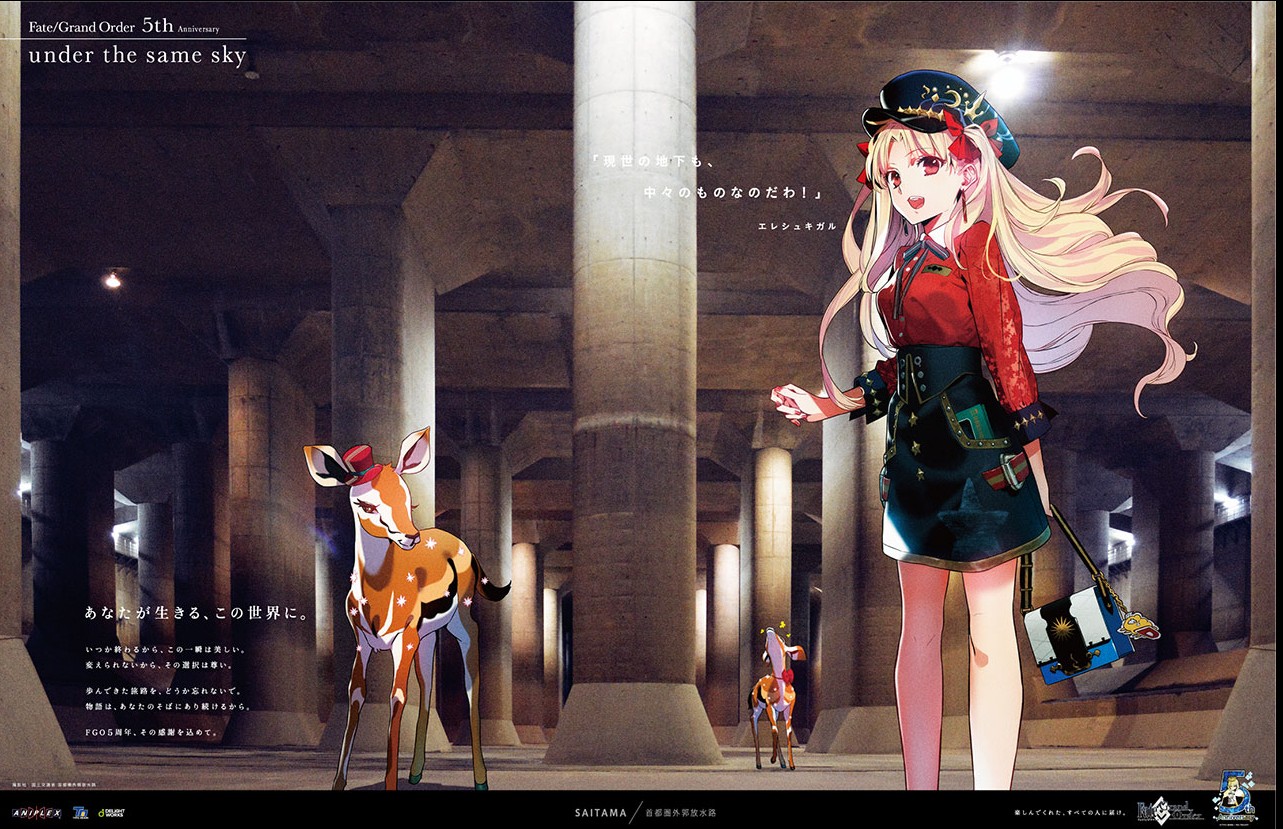 Fate/Grand Order 5th Anniversary
under the same sky
「現世の地下も、
中々のものなのだわ！」
エレシュキガル
あなたが生きる、この世界に。
いつか終わるから、この一瞬は美しい。
変えられないから、その選択は尊い。
歩んできた旅路を、どうか忘れないで。
物語は、あなたのそばにあり続けるから。
FGO5周年、その感謝を込めて。
ANIPLEX
DELIGHT WORKS
SAITAMA / 首都圏外郭放水路
楽しんでくれた、すべての人に届け。
Fate Grand Order
5th Anniversary